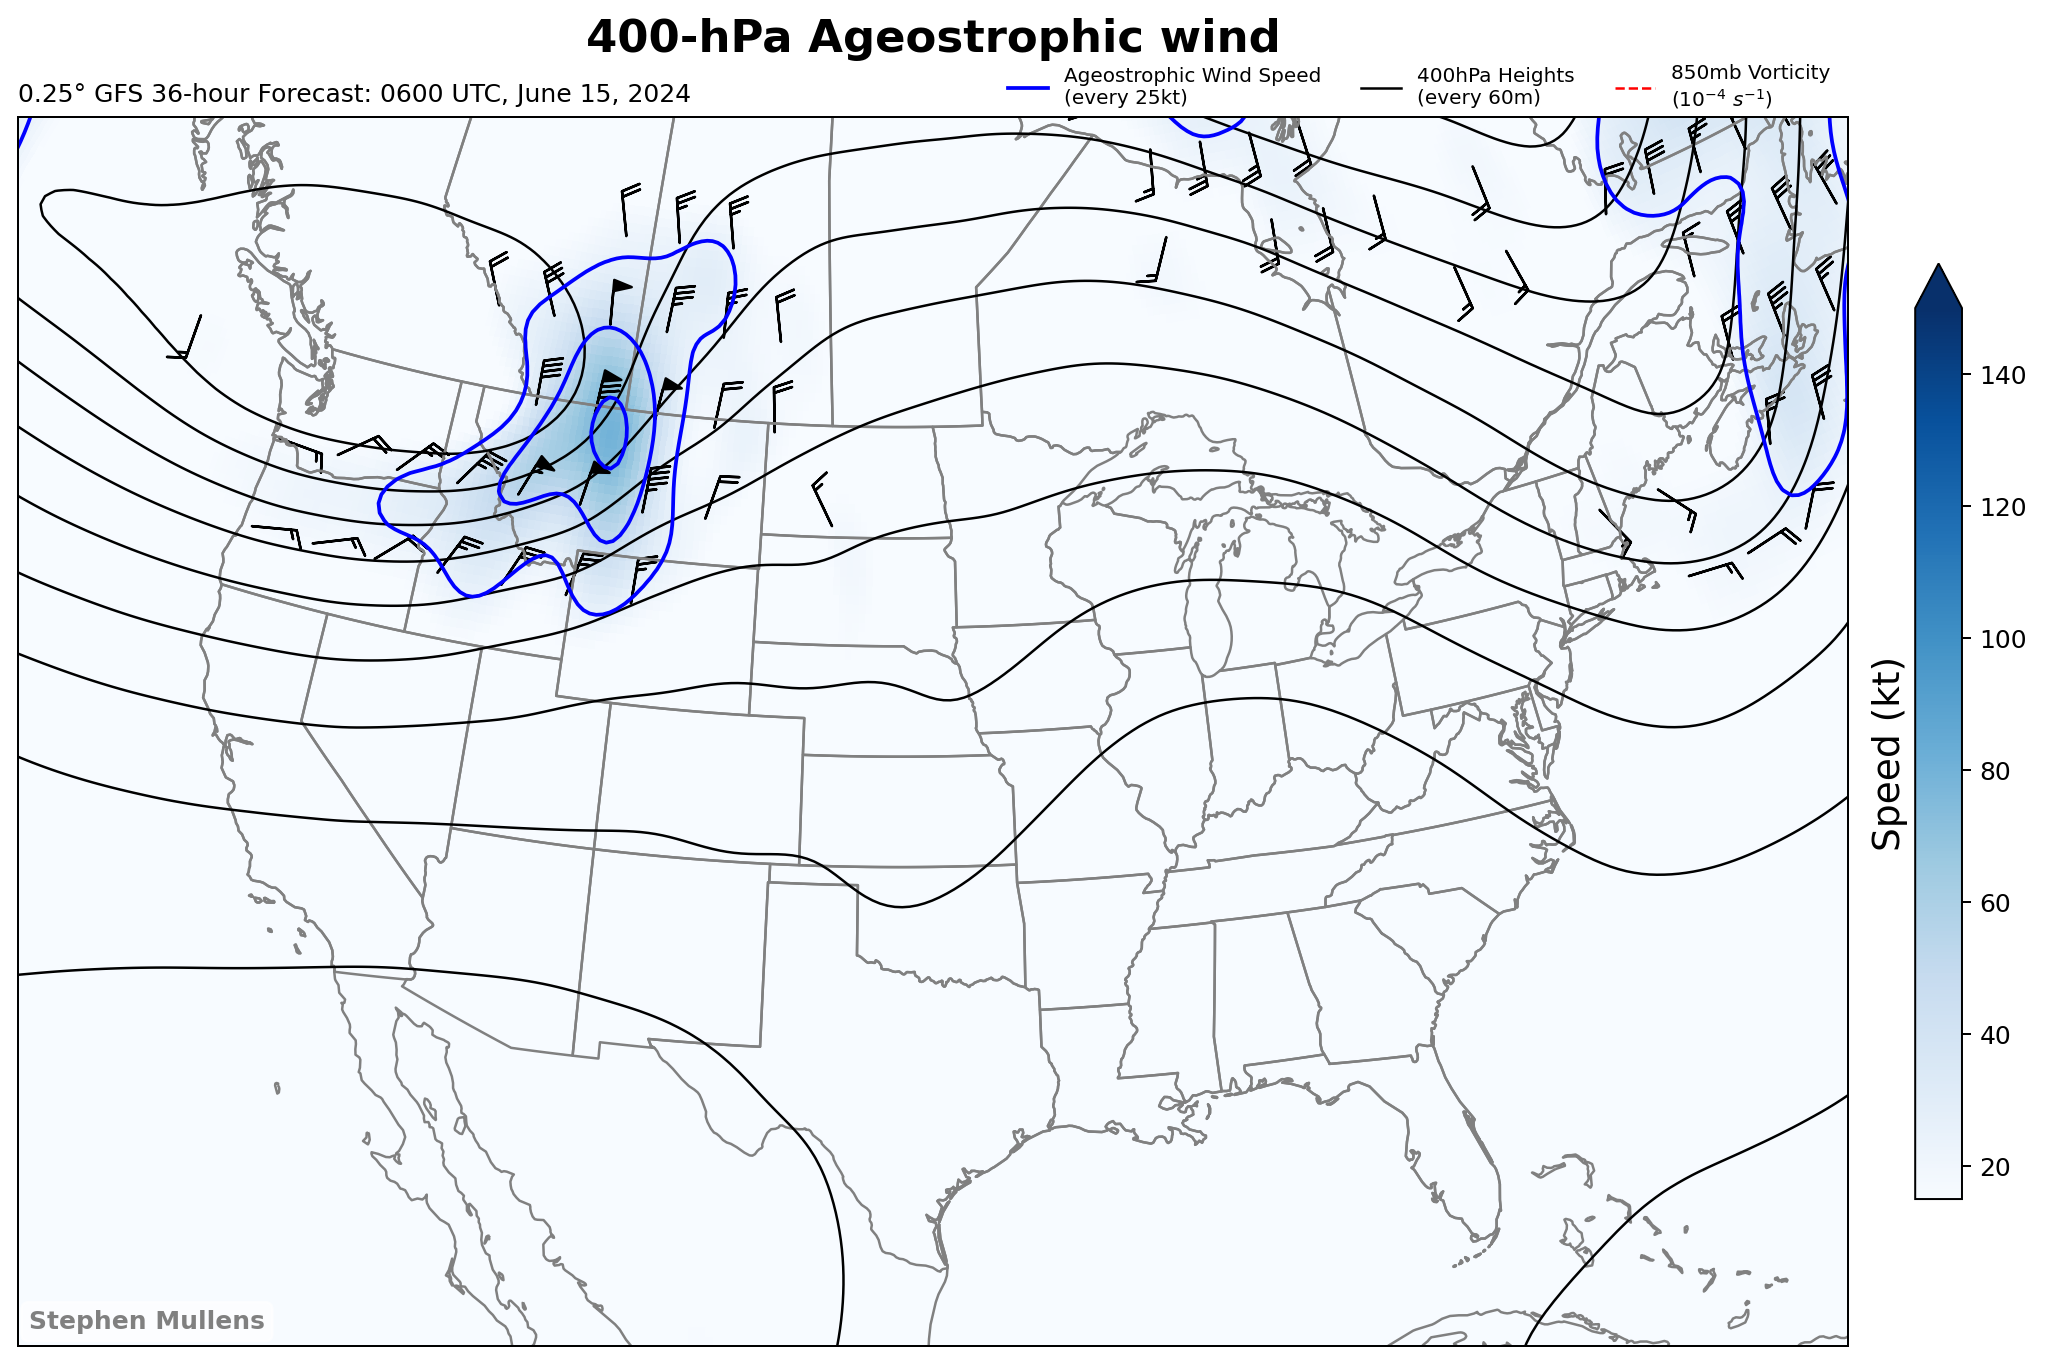 400-hPa Ageostrophic wind
0.25° GFS 36-hour Forecast: 0600 UTC, June 15, 2024
Ageostrophic Wind Speed
(every 25kt)
400hPa Heights
(every 60m)
850mb Vorticity
(10⁻⁴ s⁻¹)
140
120
100
80
60
40
20
Speed (kt)
Stephen Mullens